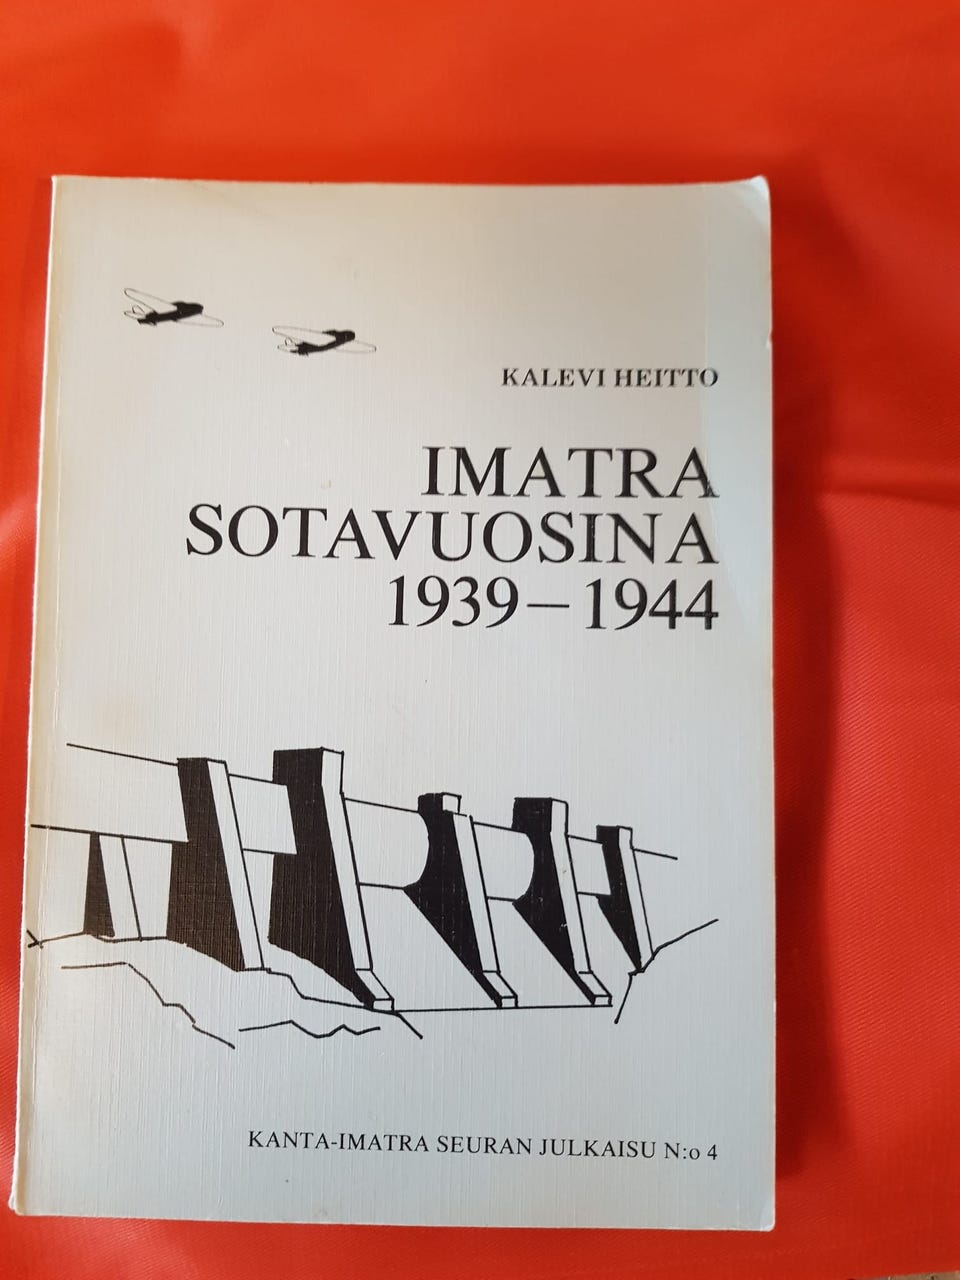 KALEVI HEITTO
IMATRA
SOTAVUOSINA
1939–1944
KANTA-IMATRA SEURAN JULKAISU N:o 4